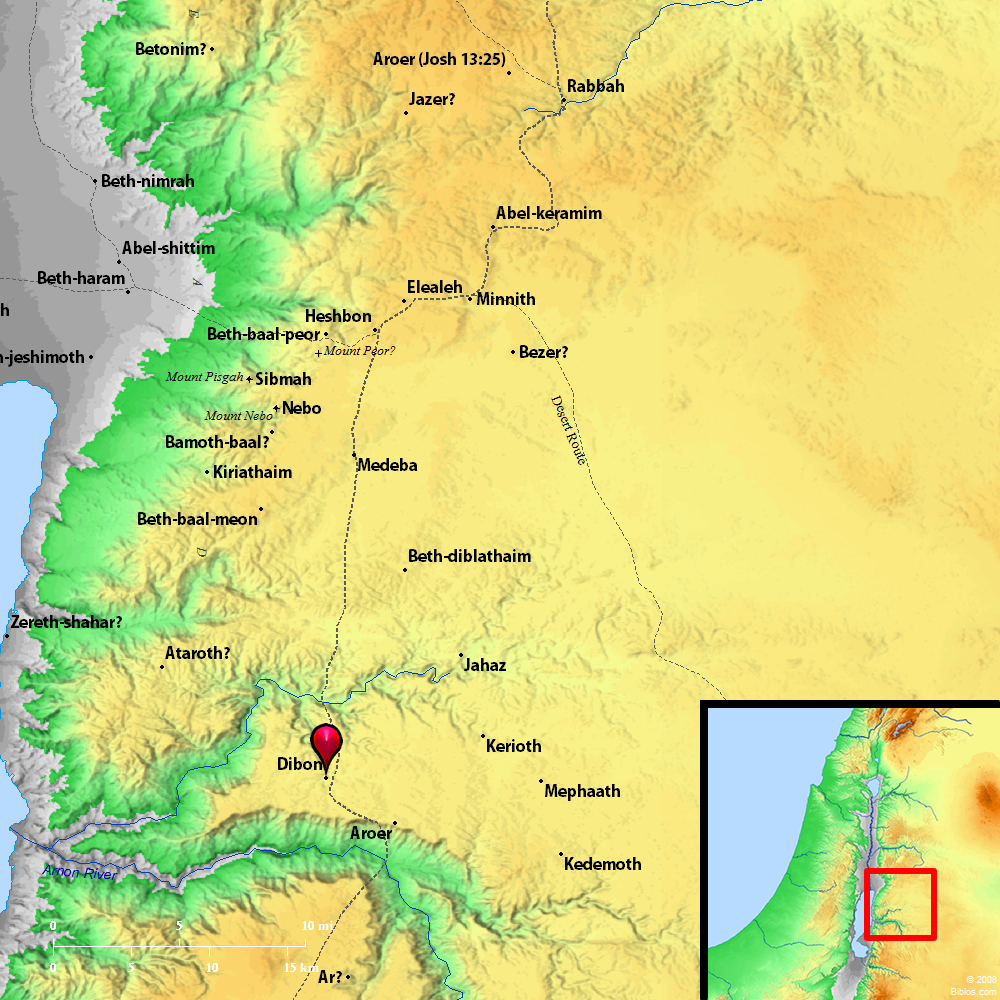 E
Betonim?
Aroer (Josh 13:25)
Rabbah
Jazer?
Beth-nimrah
Abel-keramim
Abel-shittim
Beth-haram
A
Elealeh
Minnith
h
Heshbon
Beth-baal-peor
Mount Peor?
Bezer?
n-jeshimoth
Mount Pisgah
Sibmah
Nebo
Mount Nebo
Desert Route
Bamoth-baal?
Medeba
Kiriathaim
Beth-baal-meon
D
Beth-diblathaim
Zereth-shahar?
Ataroth?
Jahaz
Kerioth
Dibon
Mephaath
Aroer
Kedemoth
Arnon River
0 5 10 mi
0 5 10 15 km
Ar?
© 2008
Biblos.com